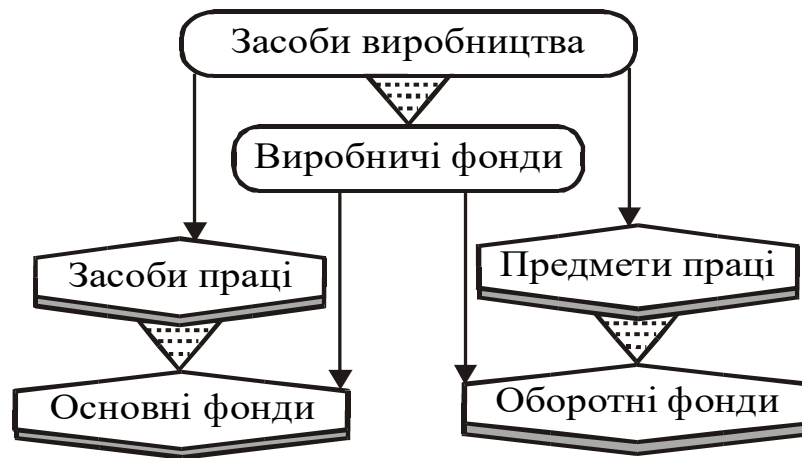 Засоби виробництва
Виробничі фонди
Засоби праці
Предмети праці
Основні фонди
Оборотні фонди